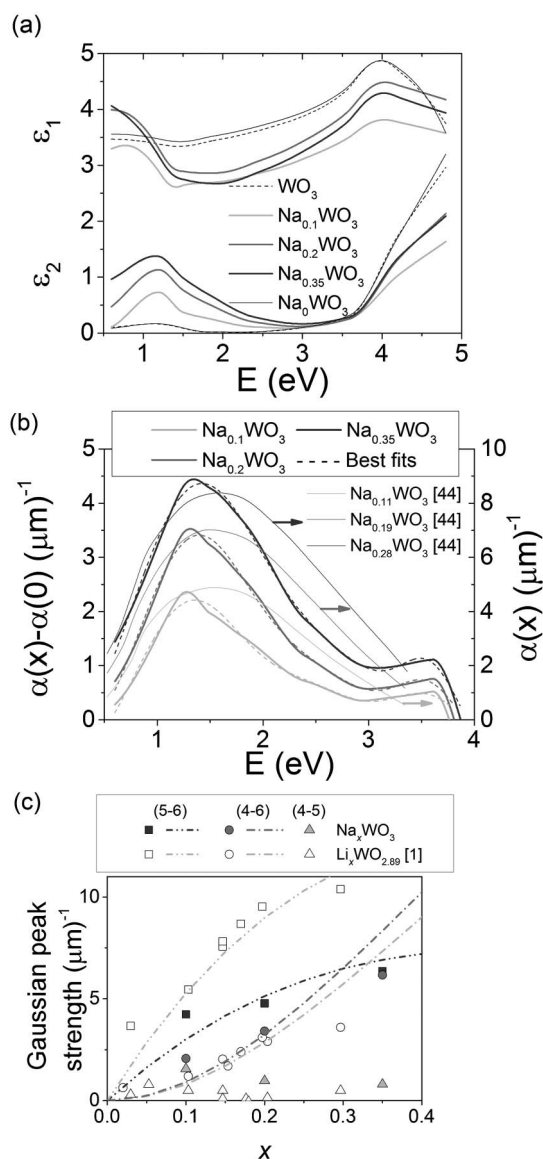 (a)
5
4
ε1
3
WO3
Na0.1WO3
2
Na0.2WO3
ε2
1
Na0.35WO3
Na0WO3
0
1 2 3 4 5
E (eV)
(b)
Na0.1WO3 Na0.35WO3
Na0.2WO3 Best fits
5 10
Na0.11WO3 [44]
4 8
Na0.19WO3 [44]
Na0.28WO3 [44]
3 6
α(x)-α(0) (μm)-1
α(x) (μm)-1
2 4
1 2
0 0
1 2 3 4
E (eV)
(c)
(5-6) (4-6) (4-5)
NaxWO3
LixWO2.89 [1]
10
Gaussian peak
strength (μm)-1
5
0
0.0 0.1 0.2 0.3 0.4
x